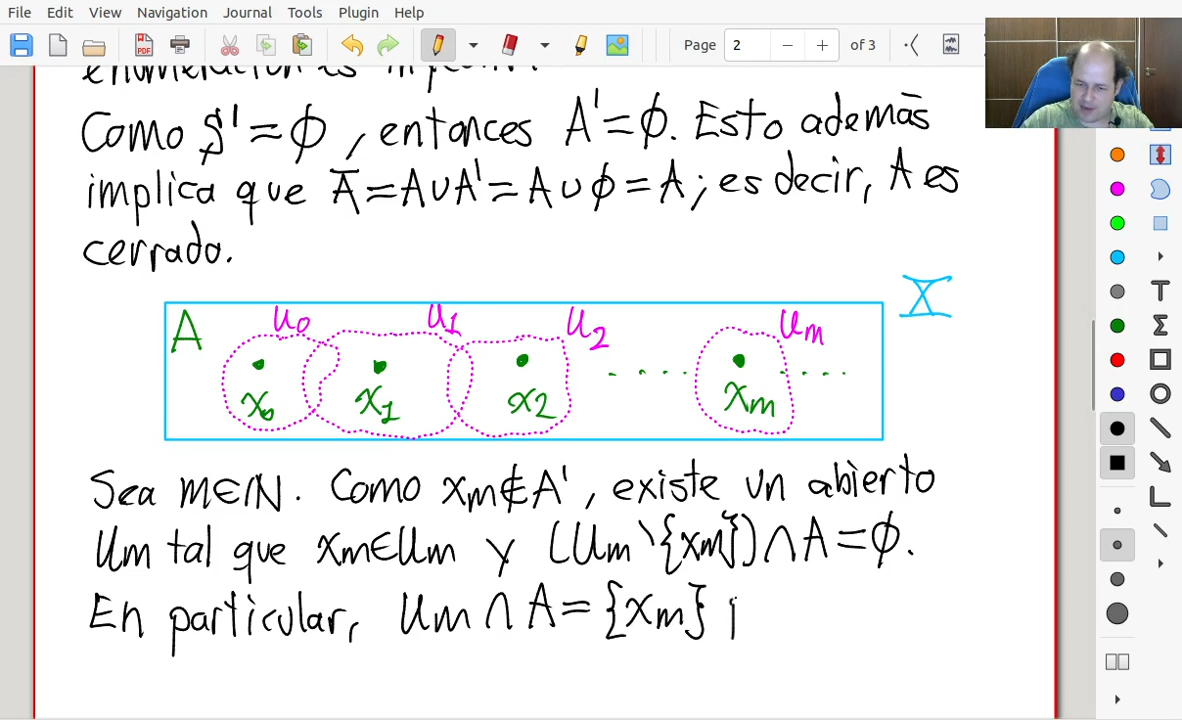 File Edit View Navigation Journal Tools Plugin Help
Page 2 of 3
Como S' = ∅, entonces A' = ∅. Esto además
implica que A̅ = A∪A' = A∪∅ = A; es decir, A es
cerrado.
X
A U0 U1 U2 Um
x0 x1 x2 ..... xm ....
Sea m∈ℕ. Como xm∉A', existe un abierto
Um tal que xm∈Um y (Um\{xm})∩A=∅.
En particular, Um∩A={xm}